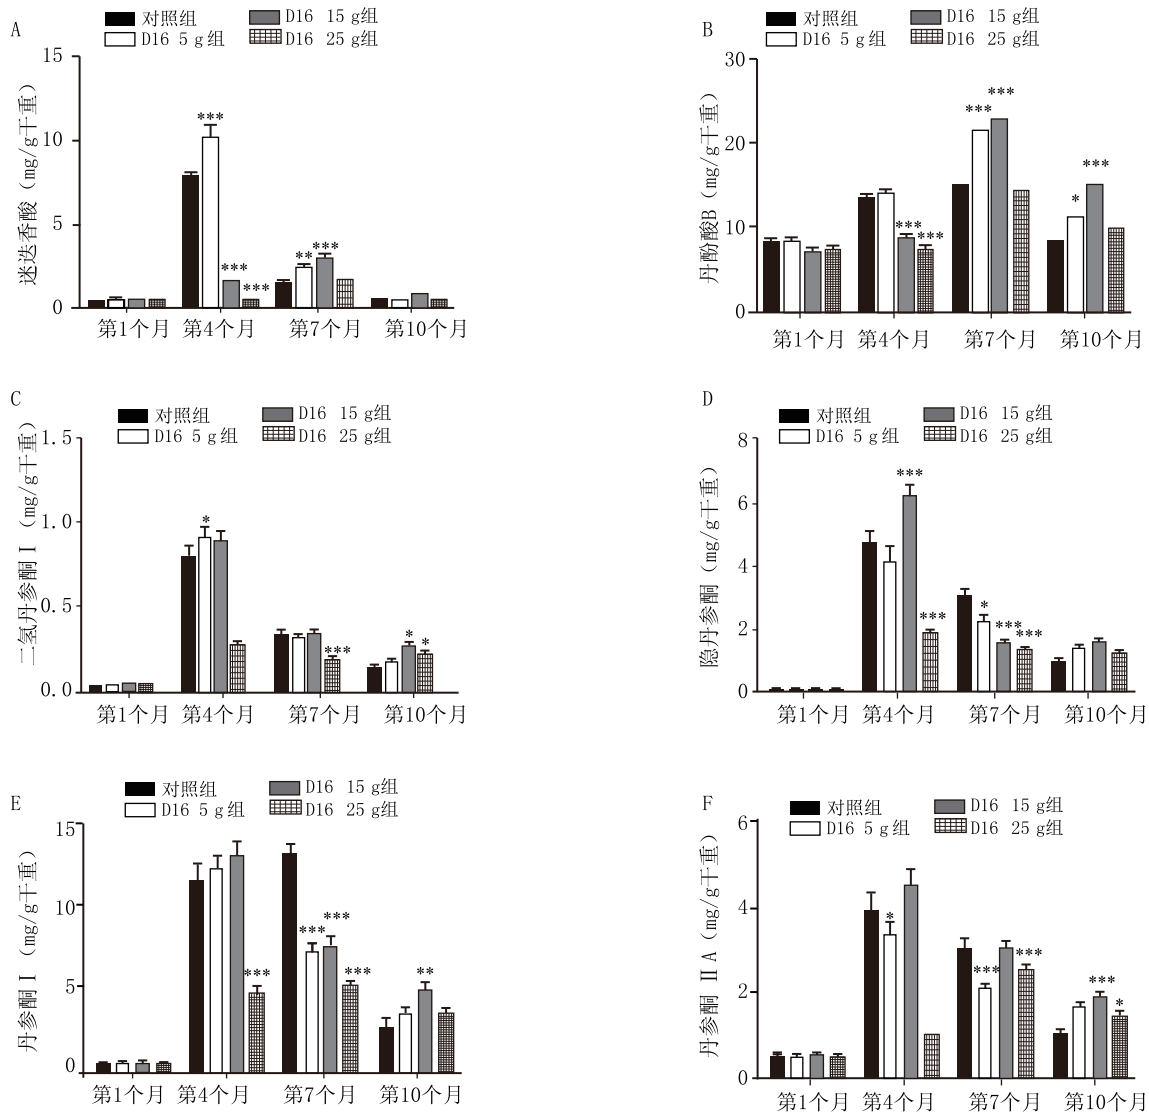 A
对照组
D16 15 g组
D16 5 g组
D16 25 g组
迷迭香酸（mg/g干重）
15
10
5
0
***
***
***
**
***
第1个月
第4个月
第7个月
第10个月
B
对照组
D16 15 g组
D16 5 g组
D16 25 g组
丹酚酸B（mg/g干重）
30
20
10
0
***
***
***
***
*
***
第1个月
第4个月
第7个月
第10个月
C
对照组
D16 15 g组
D16 5 g组
D16 25 g组
二氢丹参酮Ⅰ（mg/g干重）
1.5
1.0
0.5
0.0
*
***
*
*
第1个月
第4个月
第7个月
第10个月
D
对照组
D16 15 g组
D16 5 g组
D16 25 g组
隐丹参酮（mg/g干重）
8
6
4
2
0
***
***
*
***
***
第1个月
第4个月
第7个月
第10个月
E
对照组
D16 15 g组
D16 5 g组
D16 25 g组
丹参酮Ⅰ（mg/g干重）
15
10
5
0
***
***
***
***
**
第1个月
第4个月
第7个月
第10个月
F
对照组
D16 15 g组
D16 5 g组
D16 25 g组
丹参酮 ⅡA（mg/g干重）
6
4
2
0
*
***
***
***
*
第1个月
第4个月
第7个月
第10个月